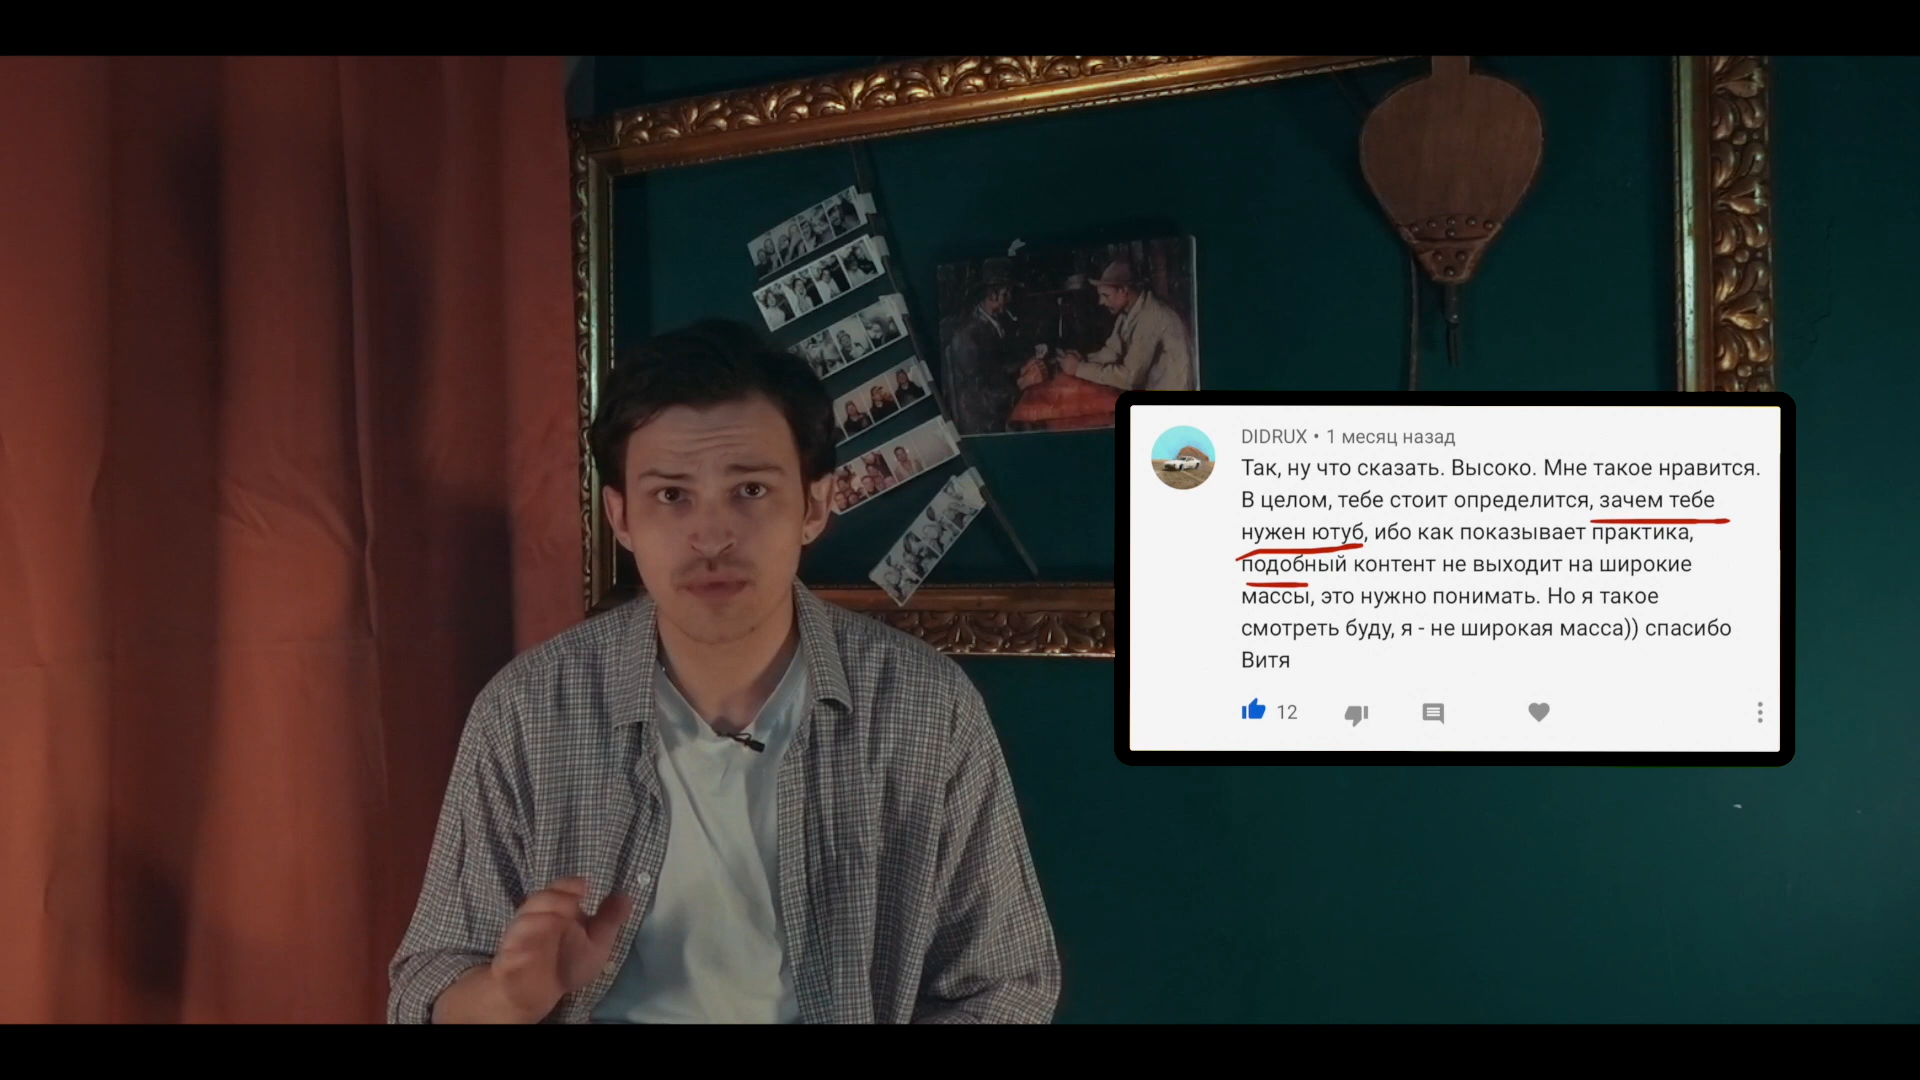 DIDRUX • 1 месяц назад
Так, ну что сказать. Высоко. Мне такое нравится.
В целом, тебе стоит определится, зачем тебе
нужен ютуб, ибо как показывает практика,
подобный контент не выходит на широкие
массы, это нужно понимать. Но я такое
смотреть буду, я - не широкая масса)) спасибо
Витя
12